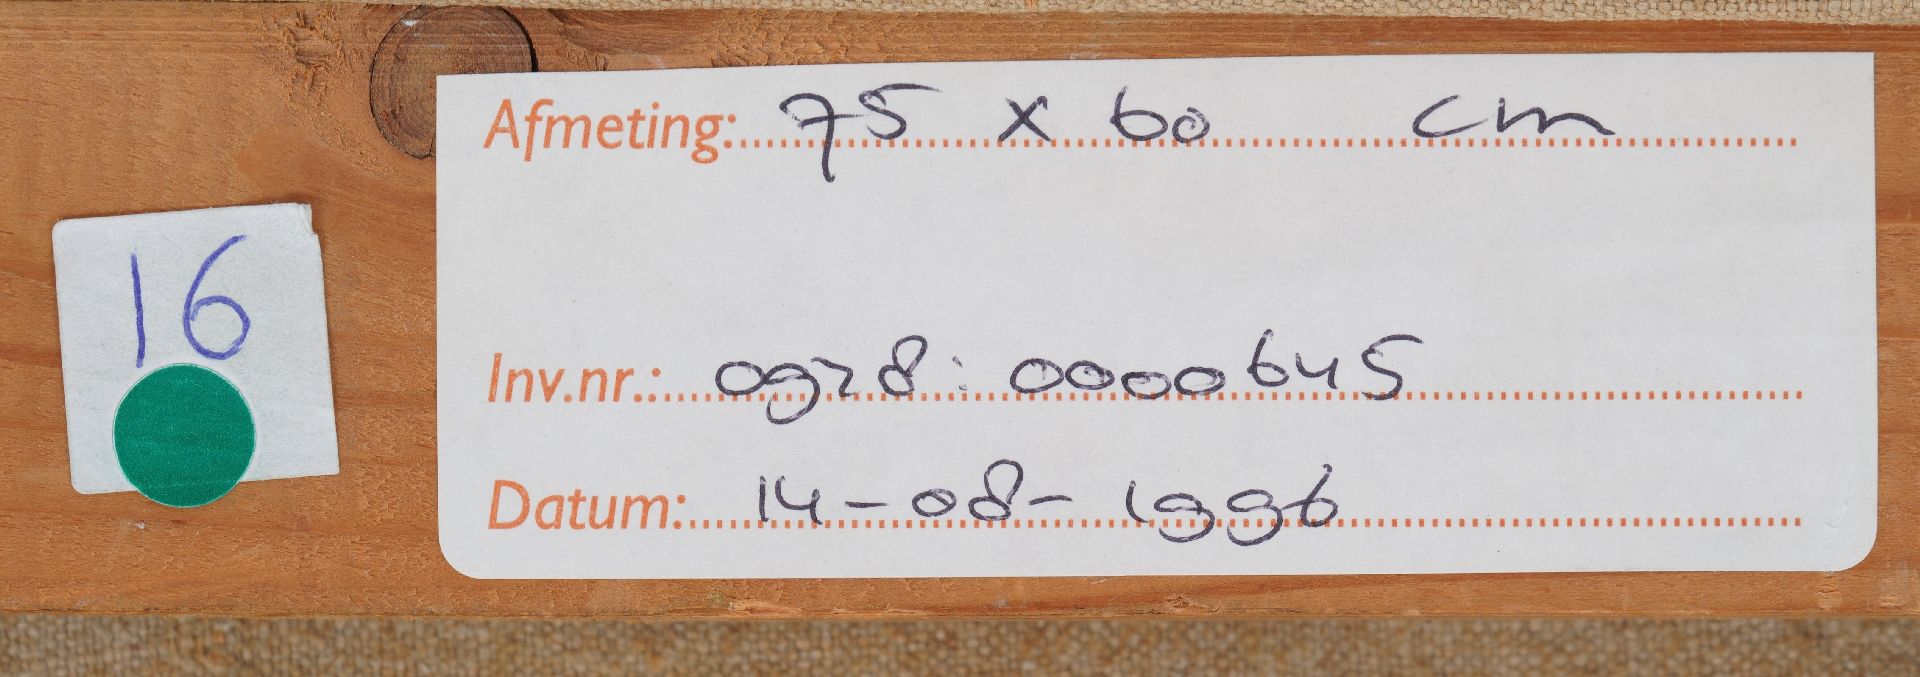 Afmeting: 75 x 60 cm
16
Inv.nr.: 0928: 0000645
Datum: 14-08-1996